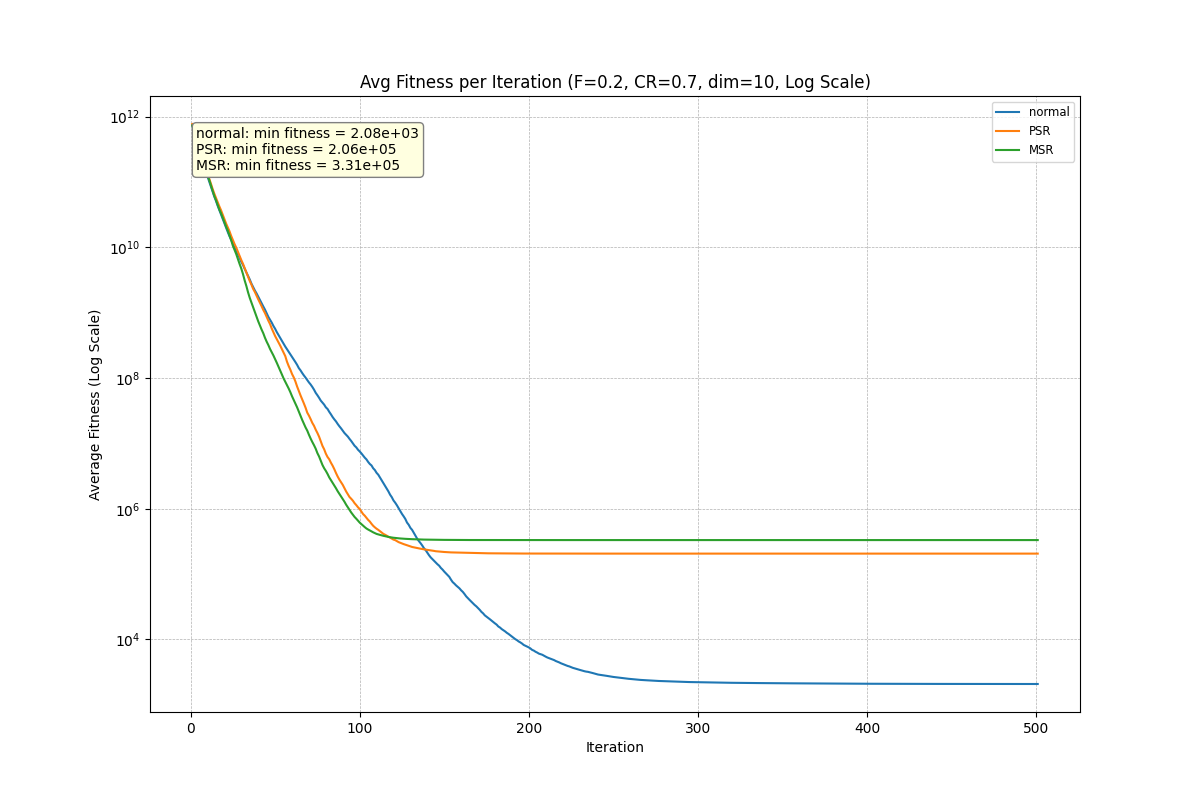 Avg Fitness per Iteration (F=0.2, CR=0.7, dim=10, Log Scale)
10^12
10^10
10^8
10^6
10^4
Average Fitness (Log Scale)
normal: min fitness = 2.08e+03
PSR: min fitness = 2.06e+05
MSR: min fitness = 3.31e+05
normal
PSR
MSR
0
100
200
300
400
500
Iteration